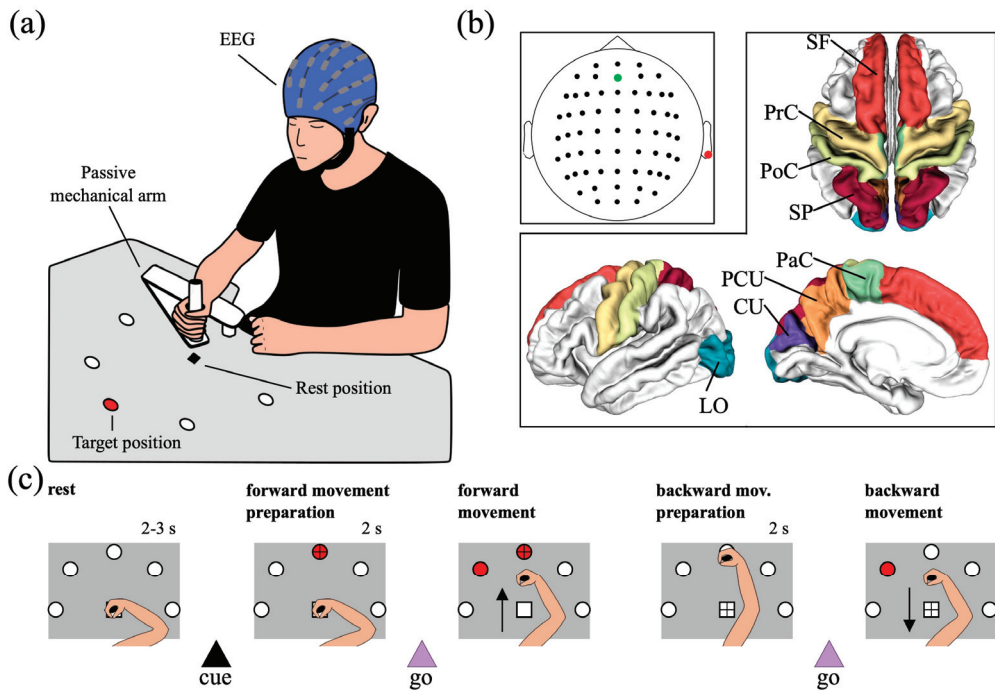 (a)
EEG
Passive
mechanical arm
Rest position
Target position
(b)
SF
PrC
PoC
SP
PaC
PCU
CU
LO
(c)
rest
2-3 s
forward movement
preparation
2 s
forward
movement
backward mov.
preparation
2 s
backward
movement
cue
go
go